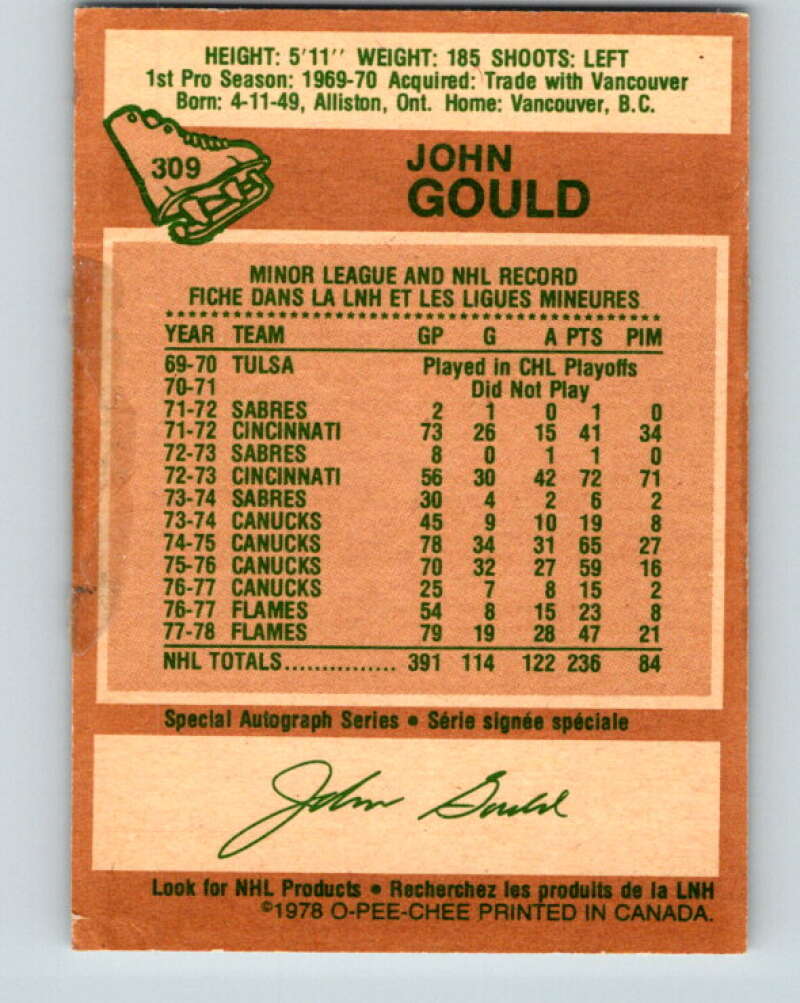 HEIGHT: 5'11'' WEIGHT: 185 SHOOTS: LEFT
1st Pro Season: 1969-70 Acquired: Trade with Vancouver
Born: 4-11-49, Alliston, Ont. Home: Vancouver, B.C.
309
JOHN
GOULD
MINOR LEAGUE AND NHL RECORD
FICHE DANS LA LNH ET LES LIGUES MINEURES
YEAR TEAM GP G A PTS PIM
69-70 TULSA Played in CHL Playoffs
70-71 Did Not Play
71-72 SABRES 2 1 0 1 0
71-72 CINCINNATI 73 26 15 41 34
72-73 SABRES 8 0 1 1 0
72-73 CINCINNATI 56 30 42 72 71
73-74 SABRES 30 4 2 6 2
73-74 CANUCKS 45 9 10 19 8
74-75 CANUCKS 78 34 31 65 27
75-76 CANUCKS 70 32 27 59 16
76-77 CANUCKS 25 7 8 15 2
76-77 FLAMES 54 8 15 23 8
77-78 FLAMES 79 19 28 47 21
NHL TOTALS................ 391 114 122 236 84
Special Autograph Series • Série signée spéciale
John Gould
Look for NHL Products • Recherchez les produits de la LNH
©1978 O-PEE-CHEE PRINTED IN CANADA.